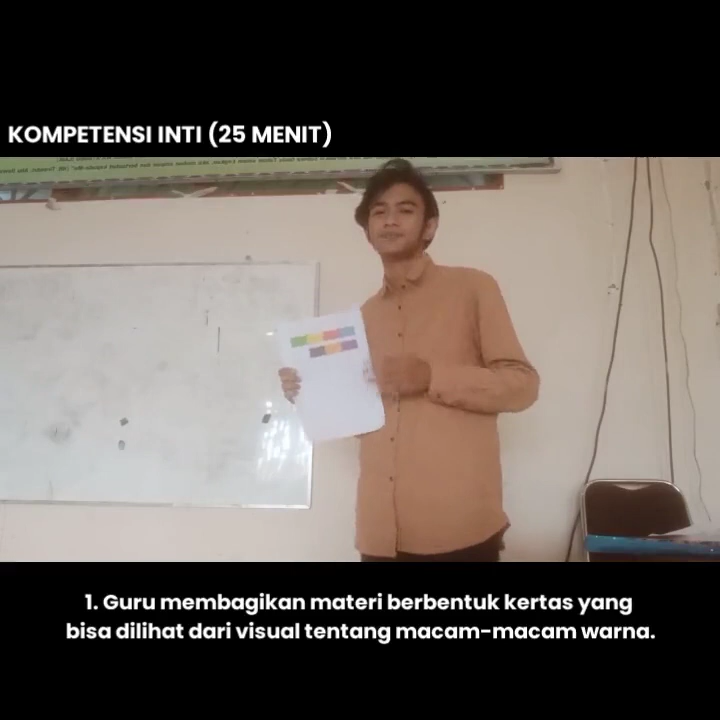 KOMPETENSI INTI (25 MENIT)
1. Guru membagikan materi berbentuk kertas yang
bisa dilihat dari visual tentang macam-macam warna.